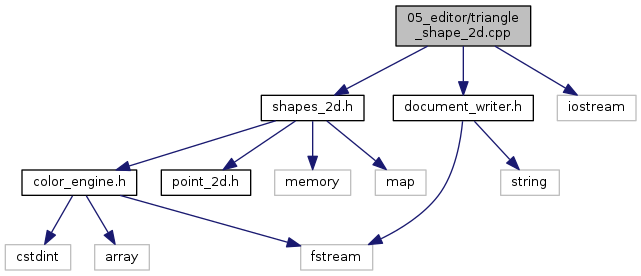 05_editor/triangle
_shape_2d.cpp
shapes_2d.h
document_writer.h
iostream
color_engine.h
point_2d.h
memory
map
string
cstdint
array
fstream